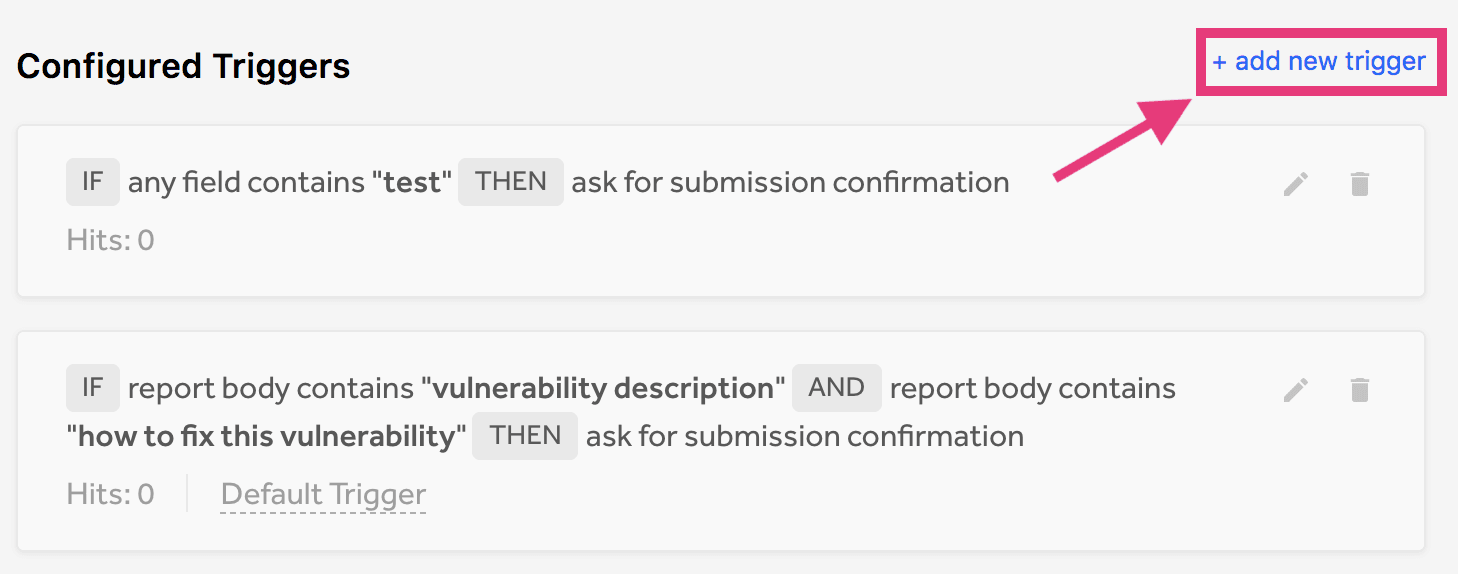 Configured Triggers
+ add new trigger
IF any field contains "test" THEN ask for submission confirmation
Hits: 0
IF report body contains "vulnerability description" AND report body contains
"how to fix this vulnerability" THEN ask for submission confirmation
Hits: 0 Default Trigger